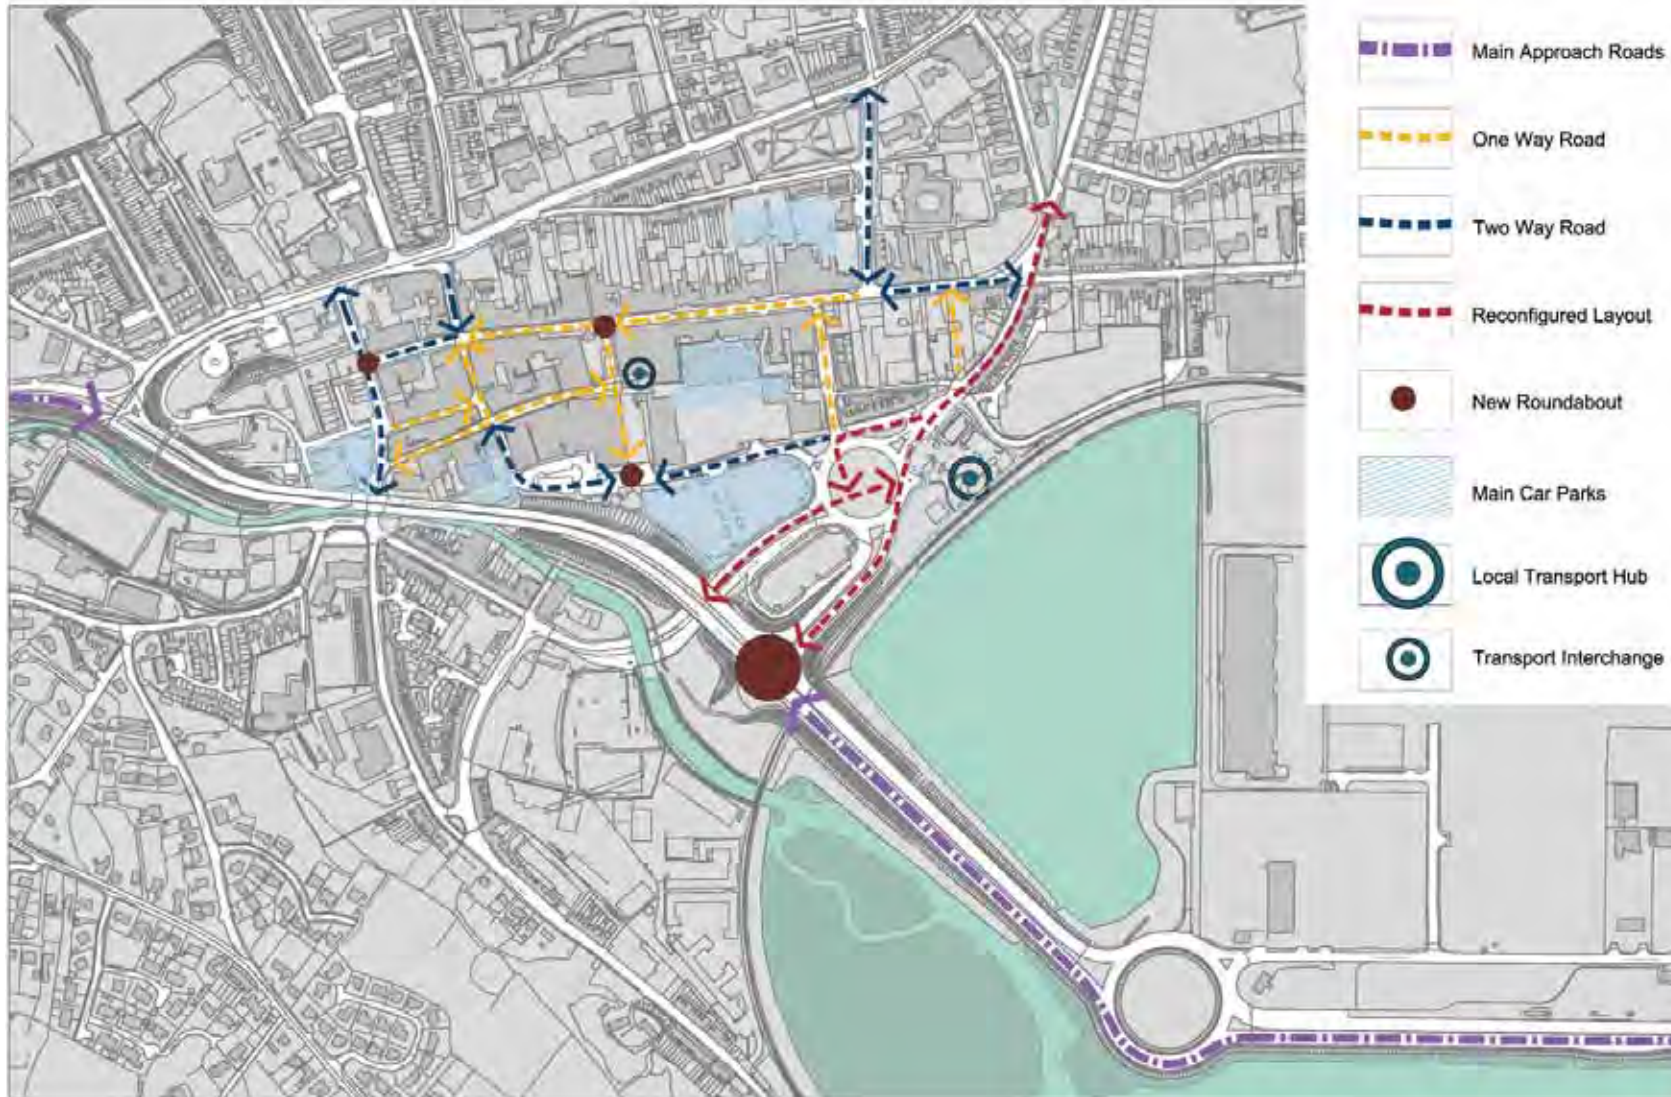 Main Approach Roads
One Way Road
Two Way Road
Reconfigured Layout
New Roundabout
Main Car Parks
Local Transport Hub
Transport Interchange